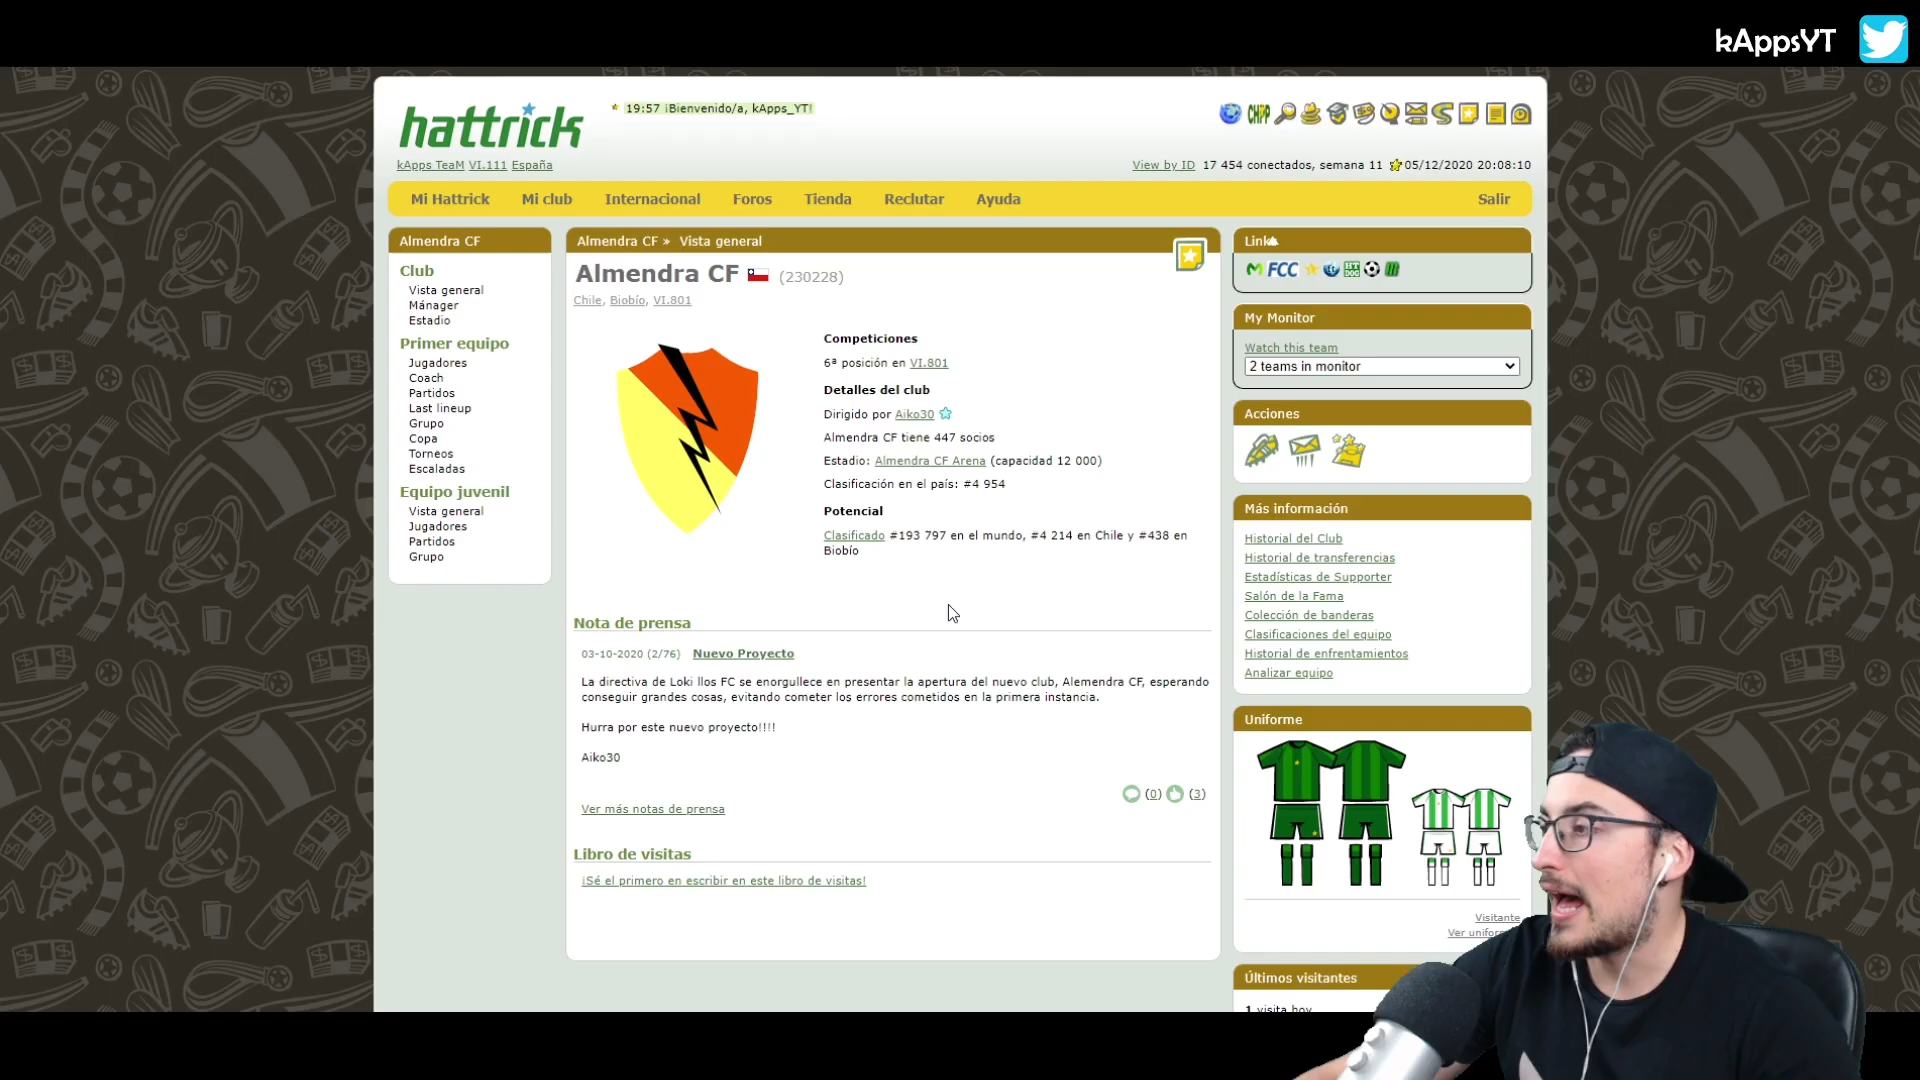 kAppsYT
hattrick
19:57 ¡Bienvenido/a, kApps_YT!
CHPP
kApps TeaM VI.111 España
View by ID 17 454 conectados, semana 11 05/12/2020 20:08:10
Mi Hattrick Mi club Internacional Foros Tienda Reclutar Ayuda Salir
Almendra CF
Club
Vista general
Mánager
Estadio
Primer equipo
Jugadores
Coach
Partidos
Last lineup
Grupo
Copa
Torneos
Escaladas
Equipo juvenil
Vista general
Jugadores
Partidos
Grupo
Almendra CF » Vista general
Almendra CF (230228)
Chile, Biobío, VI.801
Competiciones
6ª posición en VI.801
Detalles del club
Dirigido por Aiko30
Almendra CF tiene 447 socios
Estadio: Almendra CF Arena (capacidad 12 000)
Clasificación en el país: #4 954
Potencial
Clasificado #193 797 en el mundo, #4 214 en Chile y #438 en
Biobío
Nota de prensa
03-10-2020 (2/76) Nuevo Proyecto
La directiva de Loki llos FC se enorgullece en presentar la apertura del nuevo club, Alemendra CF, esperando
conseguir grandes cosas, evitando cometer los errores cometidos en la primera instancia.
Hurra por este nuevo proyecto!!!!
Aiko30
(0) (3)
Ver más notas de prensa
Libro de visitas
¡Sé el primero en escribir en este libro de visitas!
Link
FCC
My Monitor
Watch this team
2 teams in monitor
Acciones
Más información
Historial del Club
Historial de transferencias
Estadísticas de Supporter
Salón de la Fama
Colección de banderas
Clasificaciones del equipo
Historial de enfrentamientos
Analizar equipo
Uniforme
Visitante
Ver unifor
Últimos visitantes
1 visita hoy